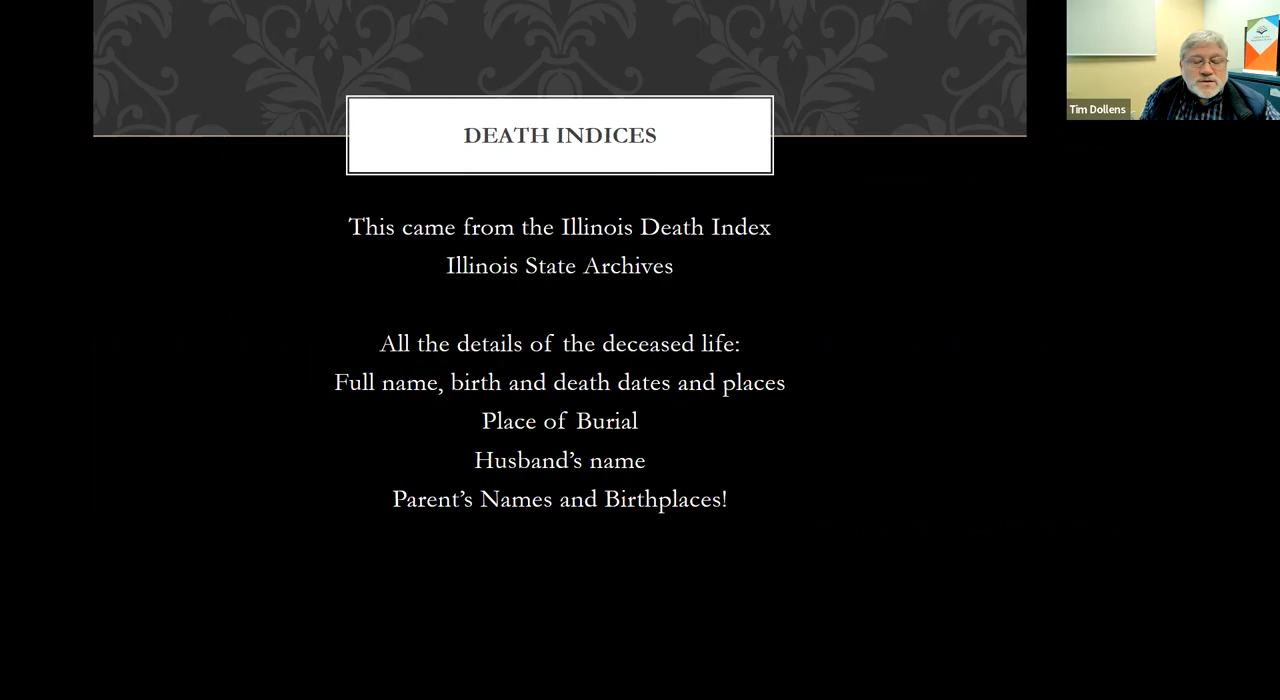 DEATH INDICES
This came from the Illinois Death Index
Illinois State Archives
All the details of the deceased life:
Full name, birth and death dates and places
Place of Burial
Husband's name
Parent's Names and Birthplaces!
Tim Dollens